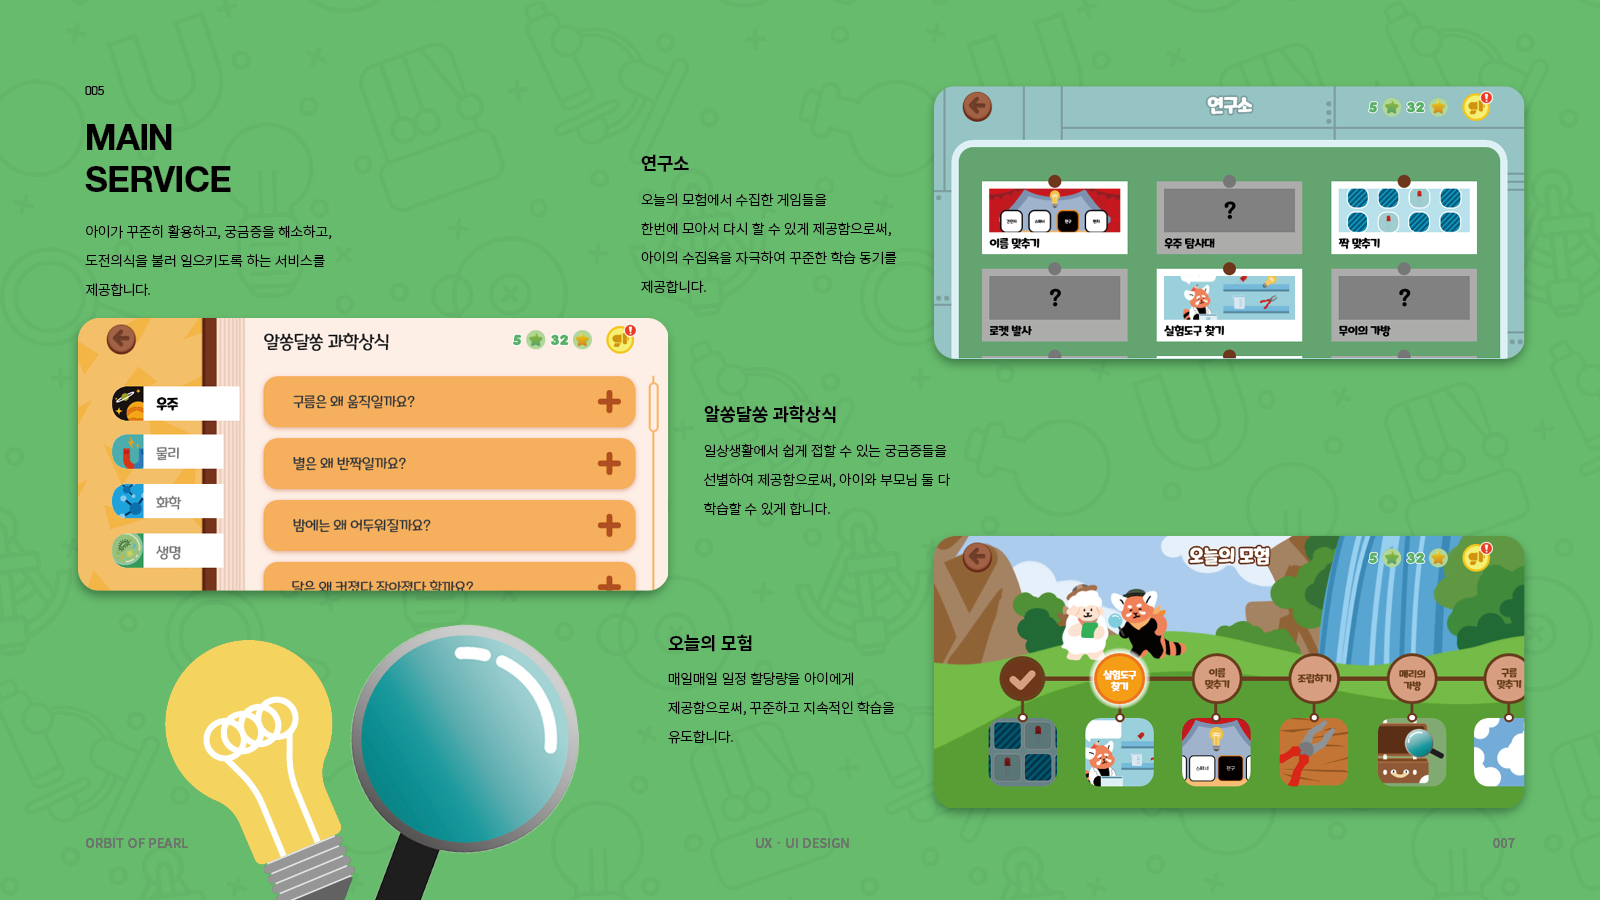 005
MAIN
SERVICE
아이가 꾸준히 활용하고, 궁금증을 해소하고,
도전의식을 불러 일으키도록 하는 서비스를
제공합니다.
연구소
오늘의 모험에서 수집한 게임들을
한번에 모아서 다시 할 수 있게 제공함으로써,
아이의 수집욕을 자극하여 꾸준한 학습 동기를
제공합니다.
연구소
5 32
이름 맞추기
?
우주 탐사대
짝 맞추기
?
로켓 발사
실험도구 찾기
?
무이의 가방
알쏭달쏭 과학상식
5 32
우주
물리
화학
생명
구름은 왜 움직일까요?
별은 왜 반짝일까요?
밤에는 왜 어두워질까요?
달은 왜 커졌다 작아졌다 할까요?
알쏭달쏭 과학상식
일상생활에서 쉽게 접할 수 있는 궁금증들을
선별하여 제공함으로써, 아이와 부모님 둘 다
학습할 수 있게 합니다.
오늘의 모험
매일매일 일정 할당량을 아이에게
제공함으로써, 꾸준하고 지속적인 학습을
유도합니다.
오늘의 모험
5 32
실험도구
찾기
이름
맞추기
조립하기
메리의
가방
구름
맞추기
전구
ORBIT OF PEARL
UX · UI DESIGN
007